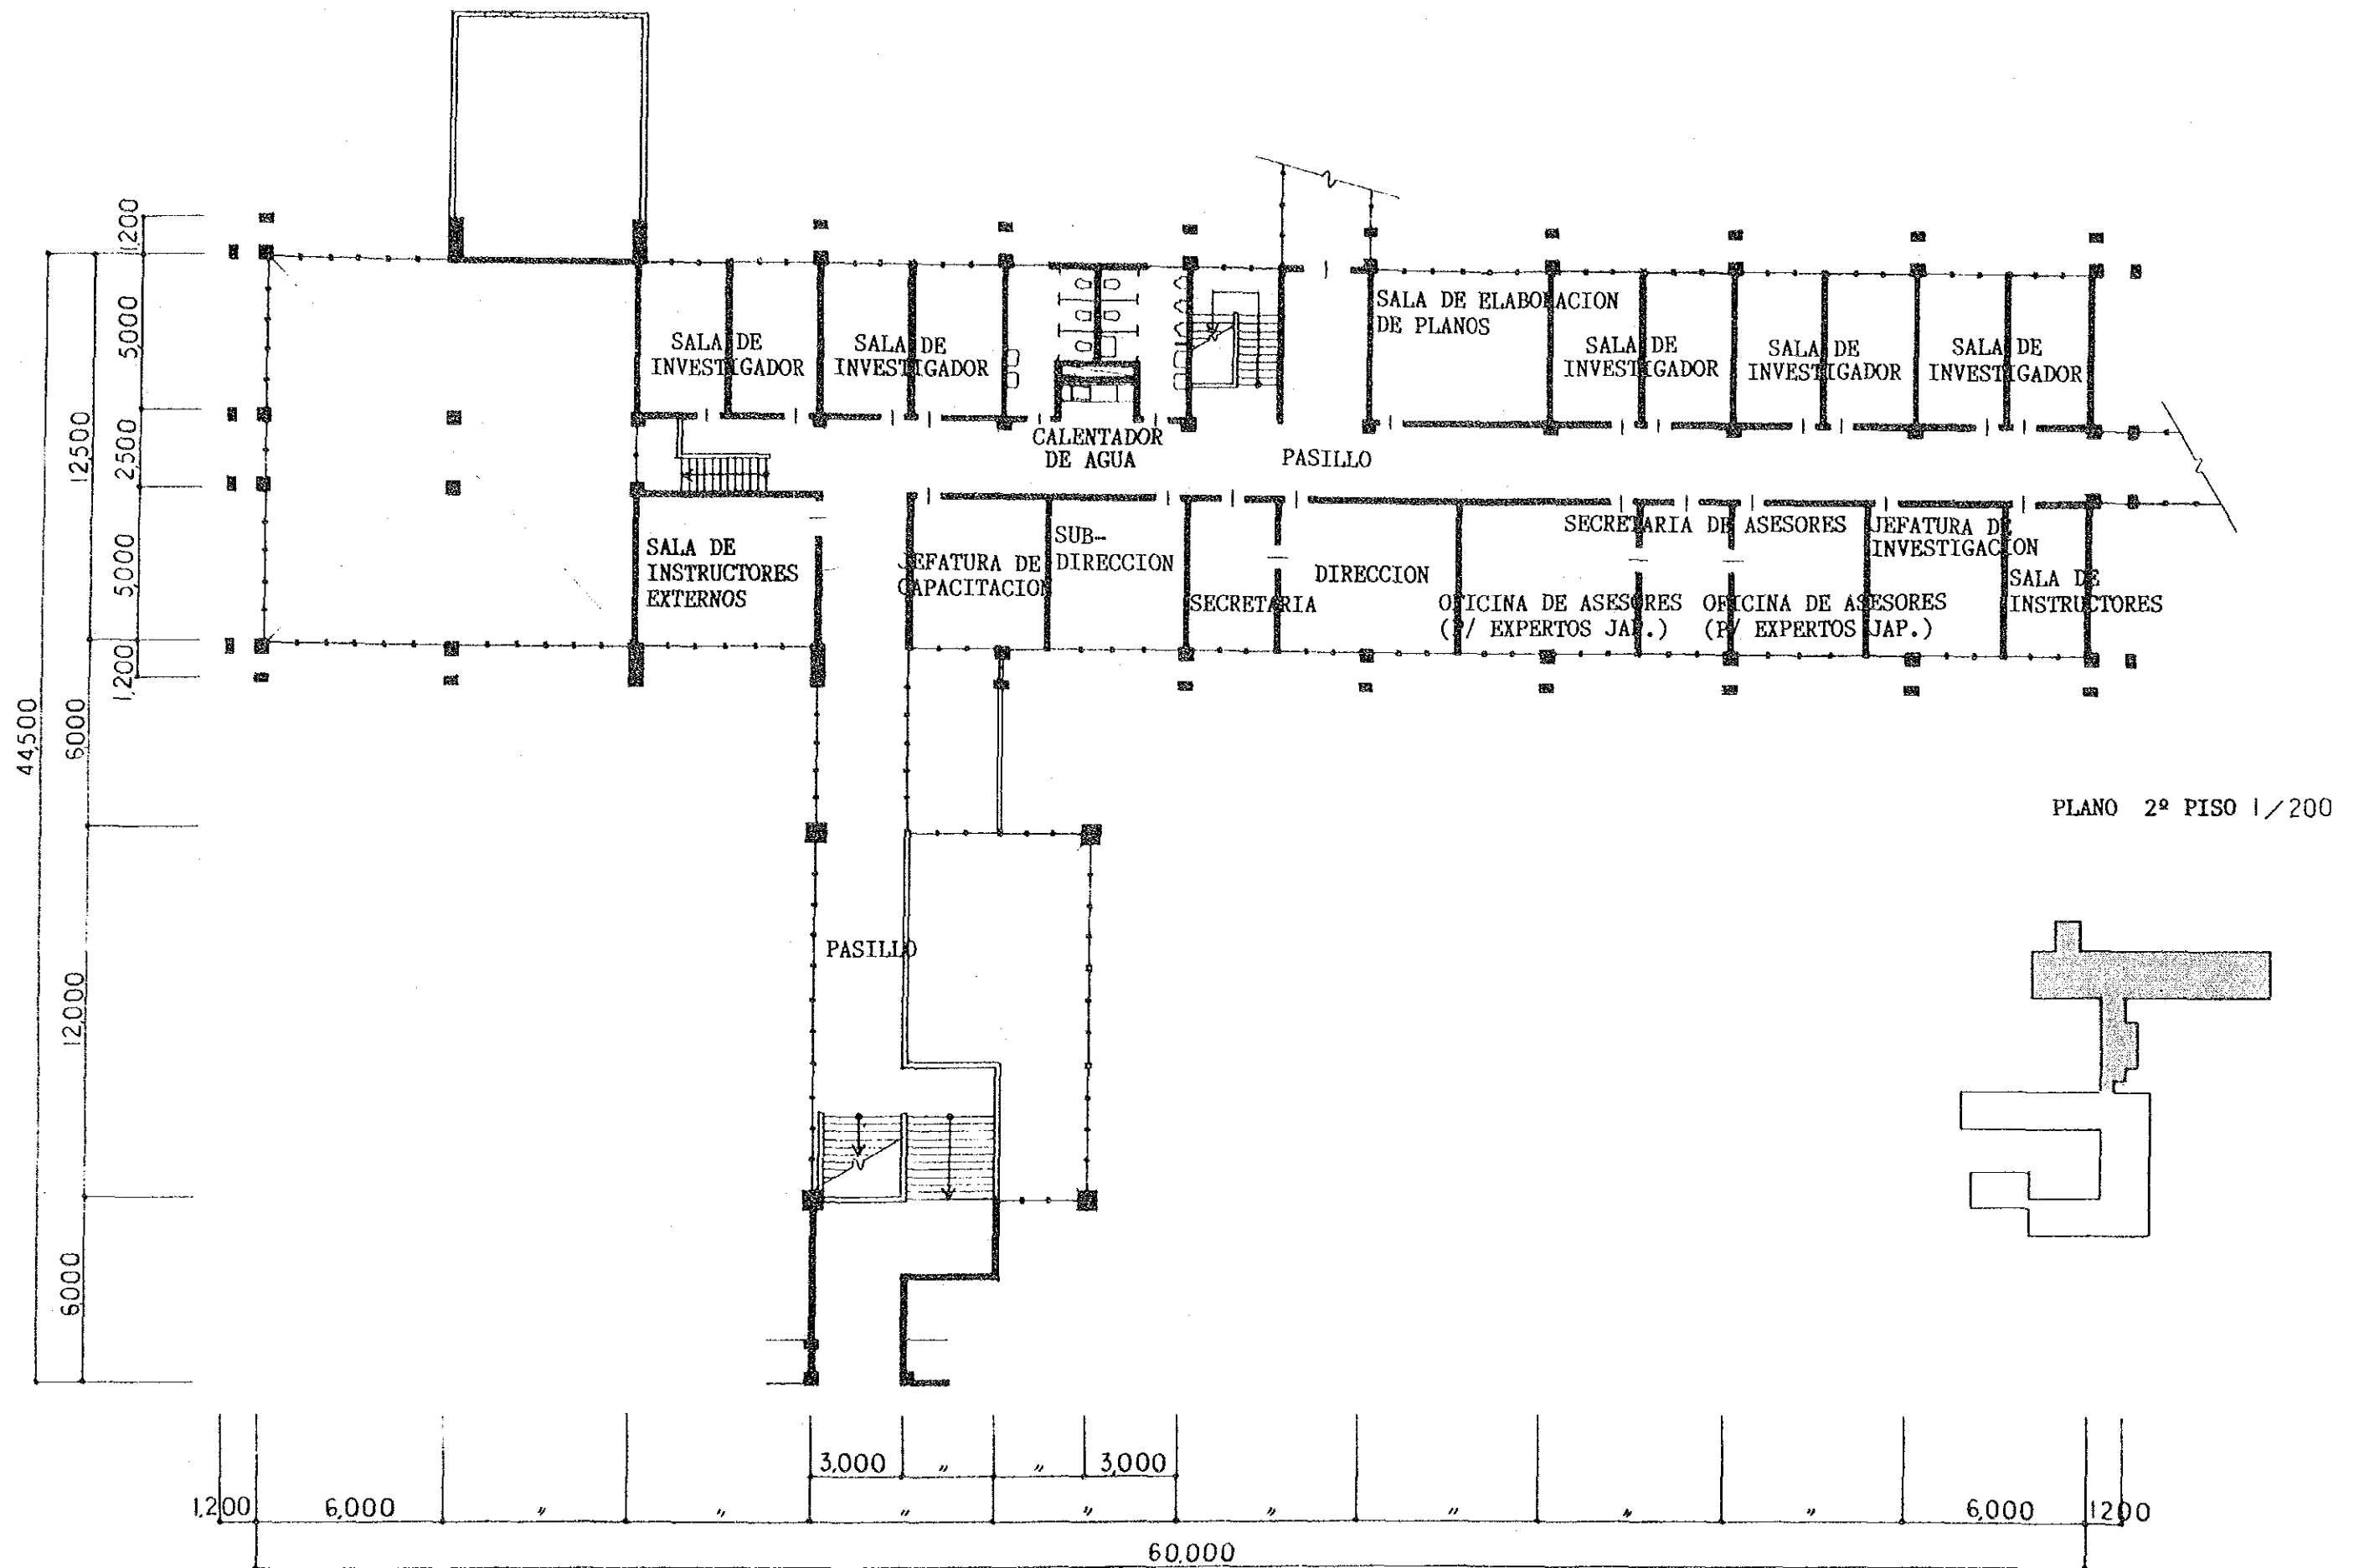 1,200
5,000
2,500
5,000
1,200
12,500
6,000
12,000
6,000
44,500
SALA DE
INVESTIGADOR
SALA DE
INVESTIGADOR
CALENTADOR
DE AGUA
PASILLO
SALA DE ELABORACION
DE PLANOS
SALA DE
INVESTIGADOR
SALA DE
INVESTIGADOR
SALA DE
INVESTIGADOR
SALA DE
INSTRUCTORES
EXTERNOS
JEFATURA DE
CAPACITACION
SUB-
DIRECCION
SECRETARIA
DIRECCION
SECRETARIA DE ASESORES
OFICINA DE ASESORES
(P/ EXPERTOS JAP.)
OFICINA DE ASESORES
(P/ EXPERTOS JAP.)
JEFATURA DE
INVESTIGACION
SALA DE
INSTRUCTORES
PLANO 2º PISO 1/200
PASILLO
3,000 〃 〃 3,000
1,200 6,000 〃 〃 〃 〃 〃 〃 〃 〃 6,000 1200
60,000